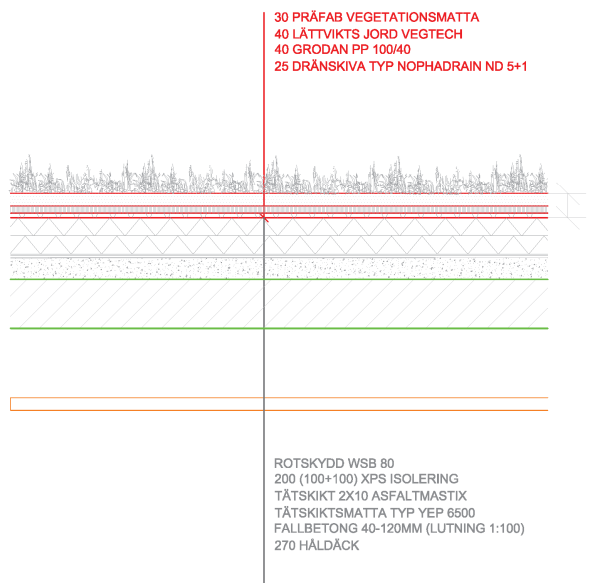 30 PRÄFAB VEGETATIONSMATTA
40 LÄTTVIKTS JORD VEGTECH
40 GRODAN PP 100/40
25 DRÄNSKIVA TYP NOPHADRAIN ND 5+1
ROTSKYDD WSB 80
200 (100+100) XPS ISOLERING
TÄTSKIKT 2X10 ASFALTMASTIX
TÄTSKIKTSMATTA TYP YEP 6500
FALLBETONG 40-120MM (LUTNING 1:100)
270 HÅLDÄCK